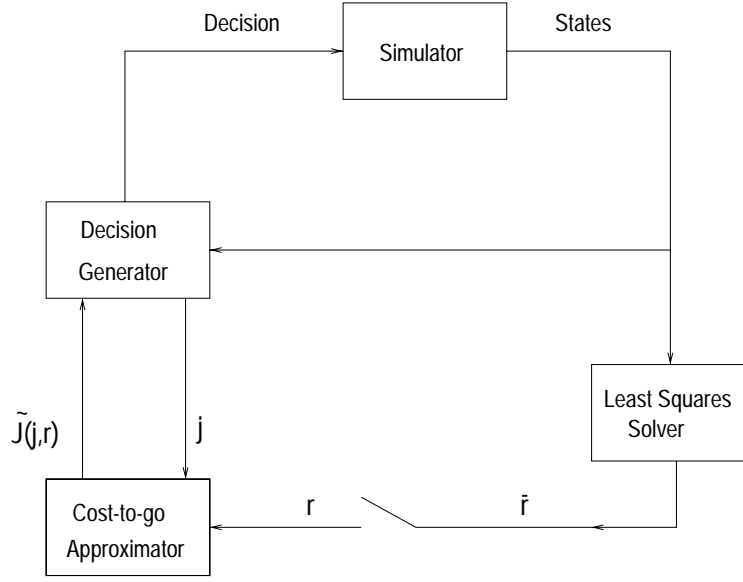 Decision
Simulator
States
Decision
Generator
J̃(j,r)
j
Least Squares
Solver
Cost-to-go
Approximator
r
r̄